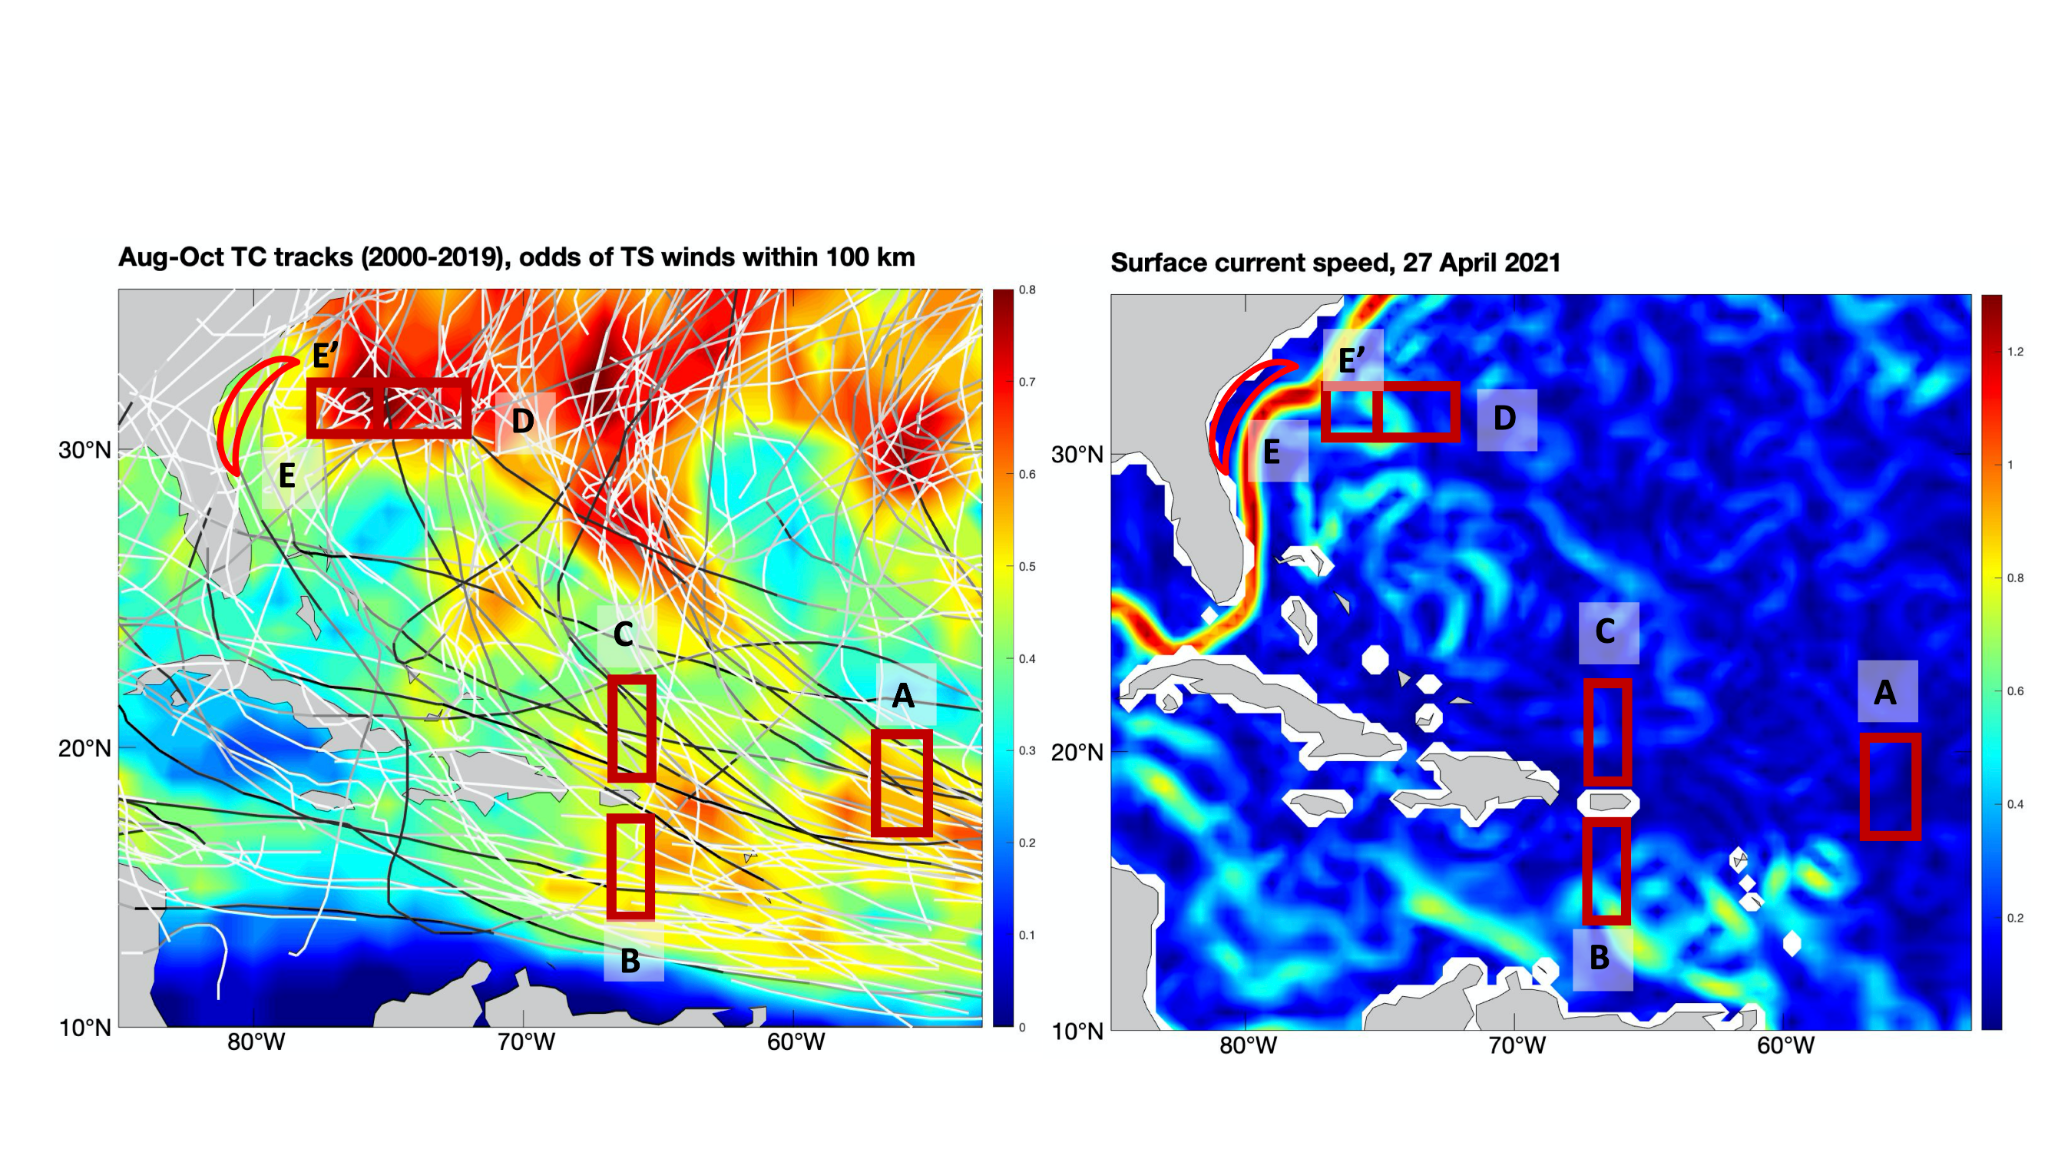 Aug-Oct TC tracks (2000-2019), odds of TS winds within 100 km
Surface current speed, 27 April 2021
30°N
20°N
10°N
80°W
70°W
60°W
0.8
0.7
0.6
0.5
0.4
0.3
0.2
0.1
0
E’
D
E
C
A
B
30°N
20°N
10°N
80°W
70°W
60°W
1.2
1
0.8
0.6
0.4
0.2
E’
D
E
C
A
B